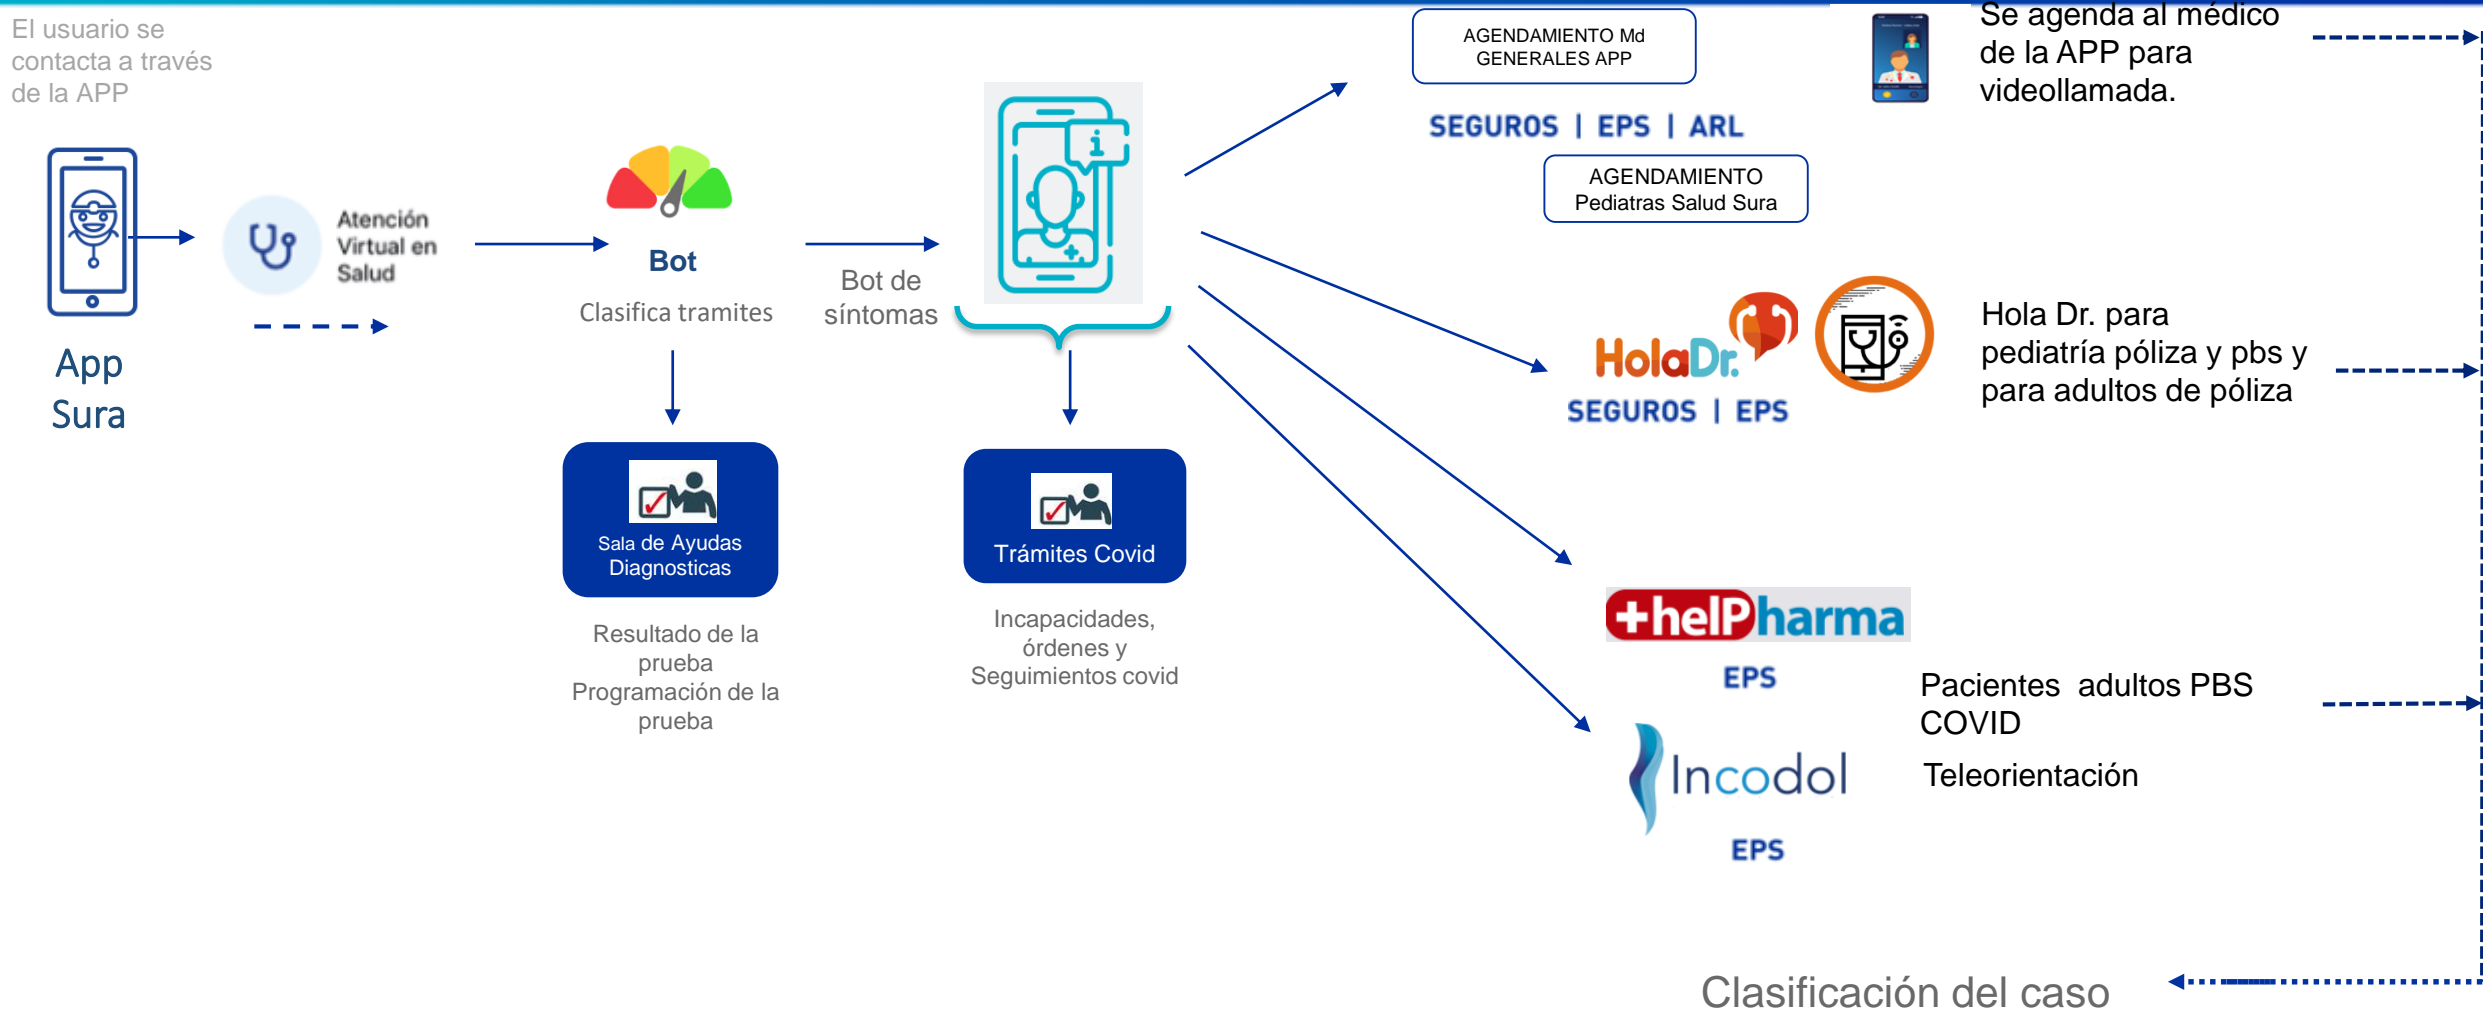 El usuario se
contacta a través
de la APP
App
Sura
Atención
Virtual en
Salud
Bot
Clasifica tramites
Bot de
síntomas
Sala de Ayudas
Diagnosticas
Resultado de la
prueba
Programación de la
prueba
i
Trámites Covid
Incapacidades,
órdenes y
Seguimientos covid
AGENDAMIENTO Md
GENERALES APP
SEGUROS | EPS | ARL
AGENDAMIENTO
Pediatras Salud Sura
Se agenda al médico
de la APP para
videollamada.
HolaDr.
SEGUROS | EPS
Hola Dr. para
pediatría póliza y pbs y
para adultos de póliza
+helPharma
EPS
Pacientes  adultos PBS
COVID
Incodol
EPS
Teleorientación
Clasificación del caso